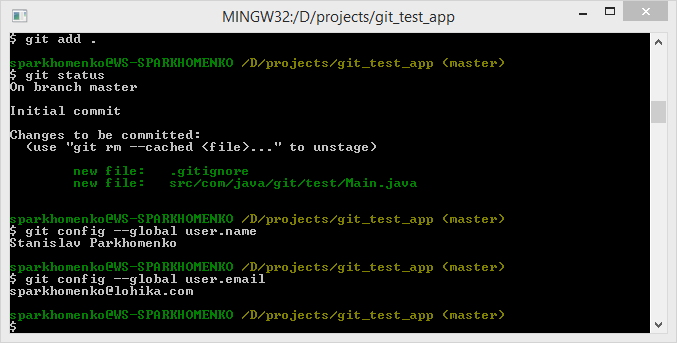 MINGW32:/D/projects/git_test_app
$ git add .
sparkhomenko@WS-SPARKHOMENKO /D/projects/git_test_app (master)
$ git status
On branch master
Initial commit
Changes to be committed:
  (use "git rm --cached <file>..." to unstage)
        new file:   .gitignore
        new file:   src/com/java/git/test/Main.java
sparkhomenko@WS-SPARKHOMENKO /D/projects/git_test_app (master)
$ git config --global user.name
Stanislav Parkhomenko
sparkhomenko@WS-SPARKHOMENKO /D/projects/git_test_app (master)
$ git config --global user.email
sparkhomenko@lohika.com
sparkhomenko@WS-SPARKHOMENKO /D/projects/git_test_app (master)
$